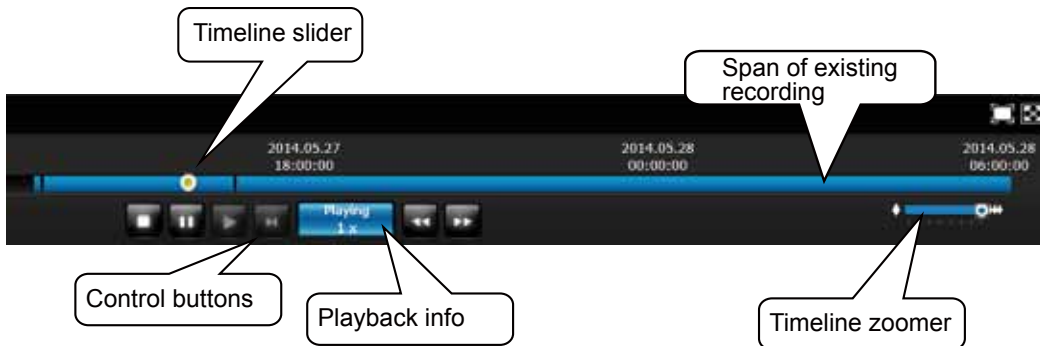 Timeline slider
Span of existing
recording
2014.05.27
18:00:00
2014.05.28
00:00:00
2014.05.28
06:00:00
Playing
1 x
Control buttons
Playback info
Timeline zoomer